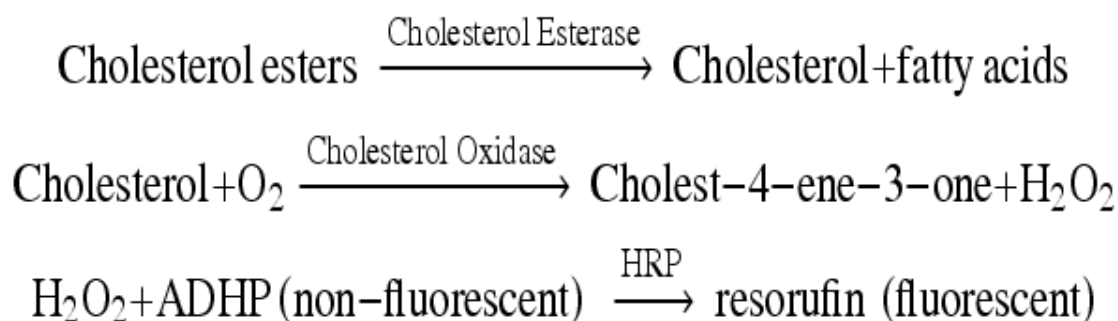 Cholesterol esters Cholesterol Esterase ⟶ Cholesterol+fatty acids
Cholesterol+O₂ Cholesterol Oxidase ⟶ Cholest−4−ene−3−one+H₂O₂
H₂O₂+ADHP (non−fluorescent) HRP ⟶ resorufin (fluorescent)